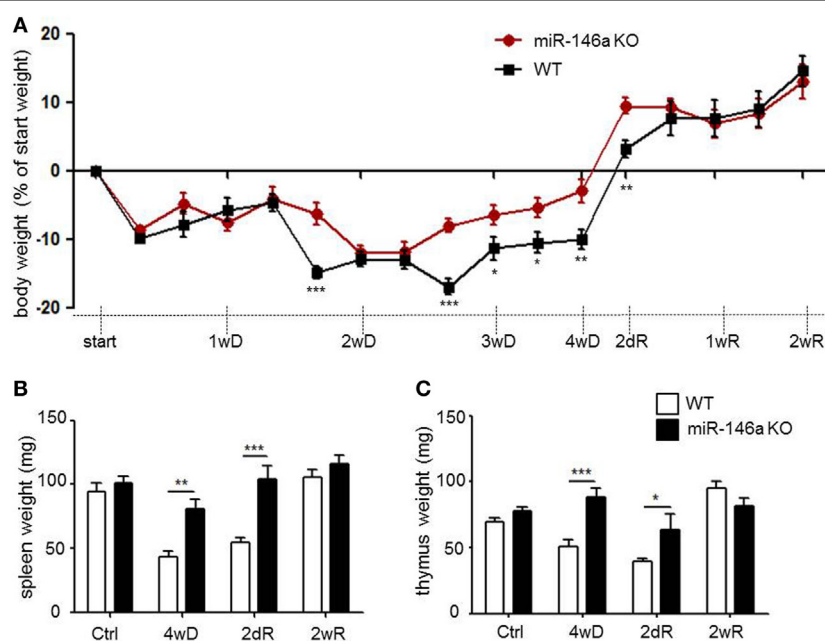 A
body weight (% of start weight)
20
10
0
-10
-20
miR-146a KO
WT
***
***
*
*
**
**
start
1wD
2wD
3wD
4wD
2dR
1wR
2wR
B
spleen weight (mg)
150
100
50
0
**
***
Ctrl
4wD
2dR
2wR
C
WT
miR-146a KO
thymus weight (mg)
150
100
50
0
***
*
Ctrl
4wD
2dR
2wR